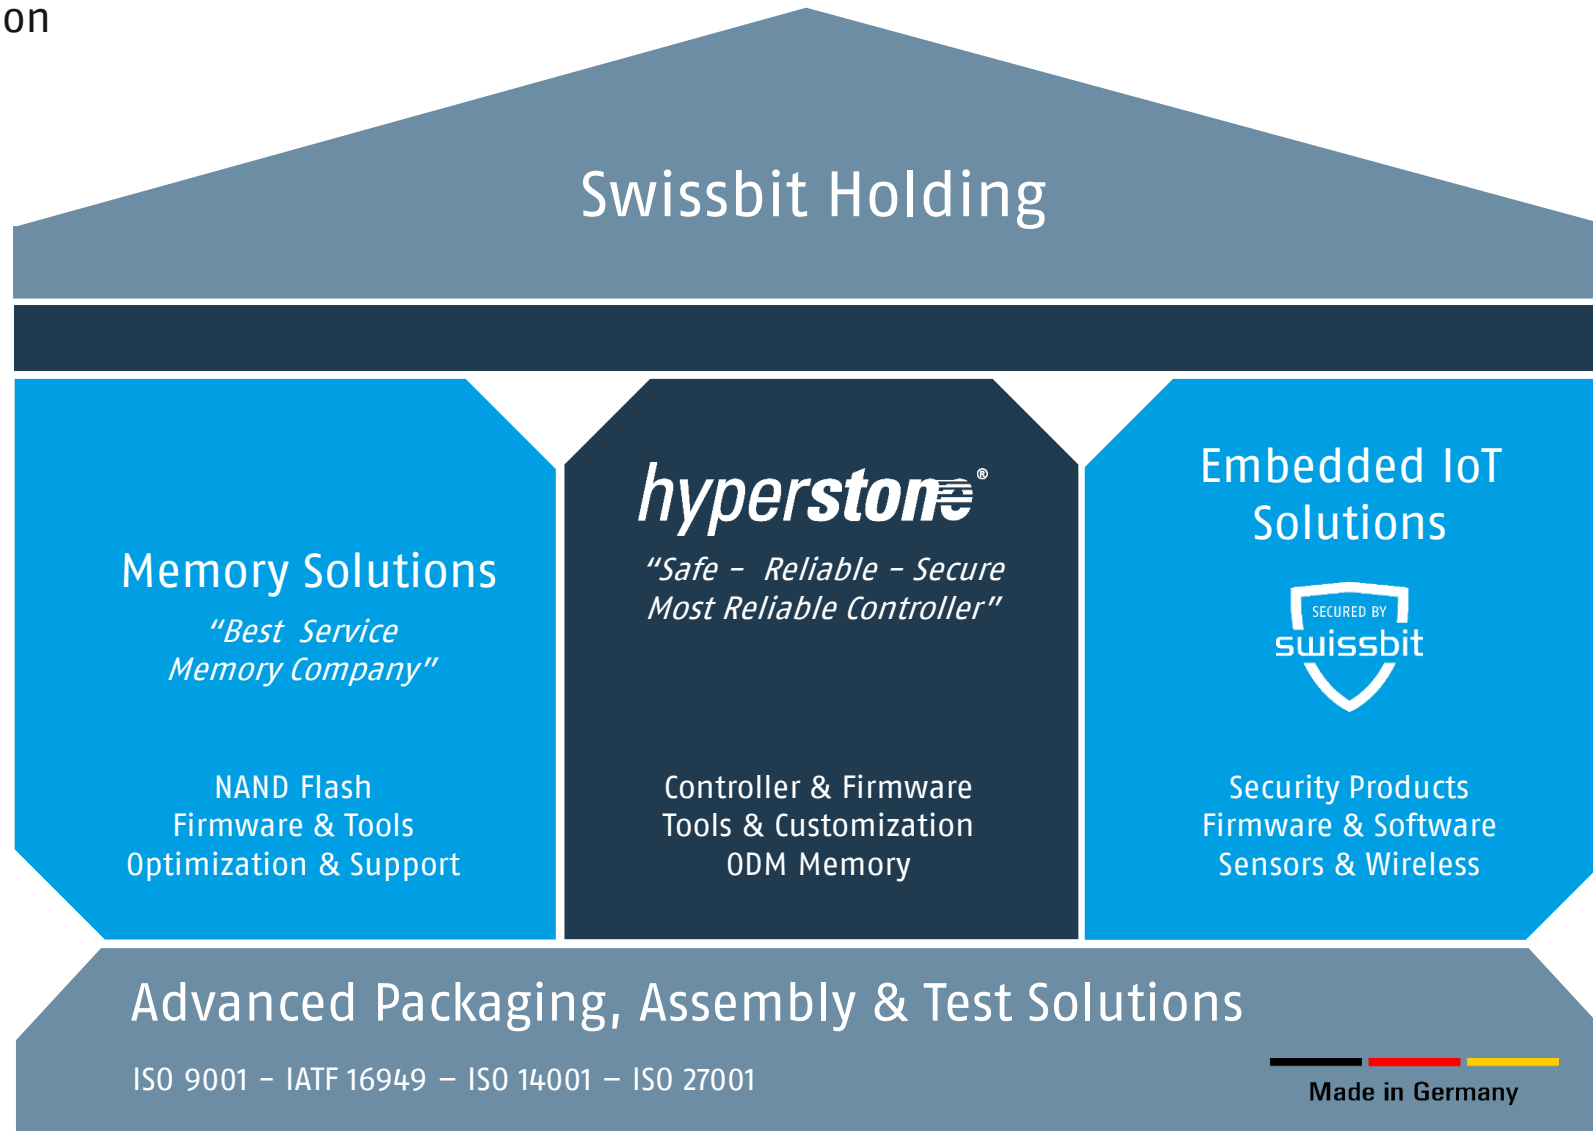 on
Swissbit Holding
Memory Solutions
“Best Service
Memory Company”
NAND Flash
Firmware & Tools
Optimization & Support
hyperstone®
“Safe – Reliable – Secure
Most Reliable Controller”
Controller & Firmware
Tools & Customization
ODM Memory
Embedded IoT
Solutions
SECURED BY
swissbit
Security Products
Firmware & Software
Sensors & Wireless
Advanced Packaging, Assembly & Test Solutions
ISO 9001 – IATF 16949 – ISO 14001 – ISO 27001
Made in Germany